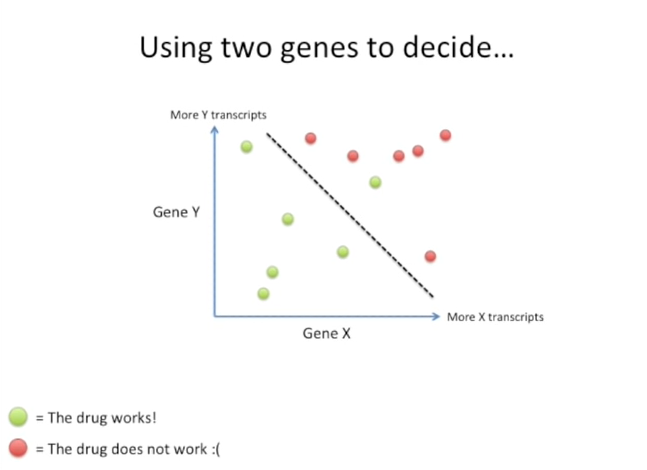 Using two genes to decide...
More Y transcripts
Gene Y
More X transcripts
Gene X
= The drug works!
= The drug does not work :(